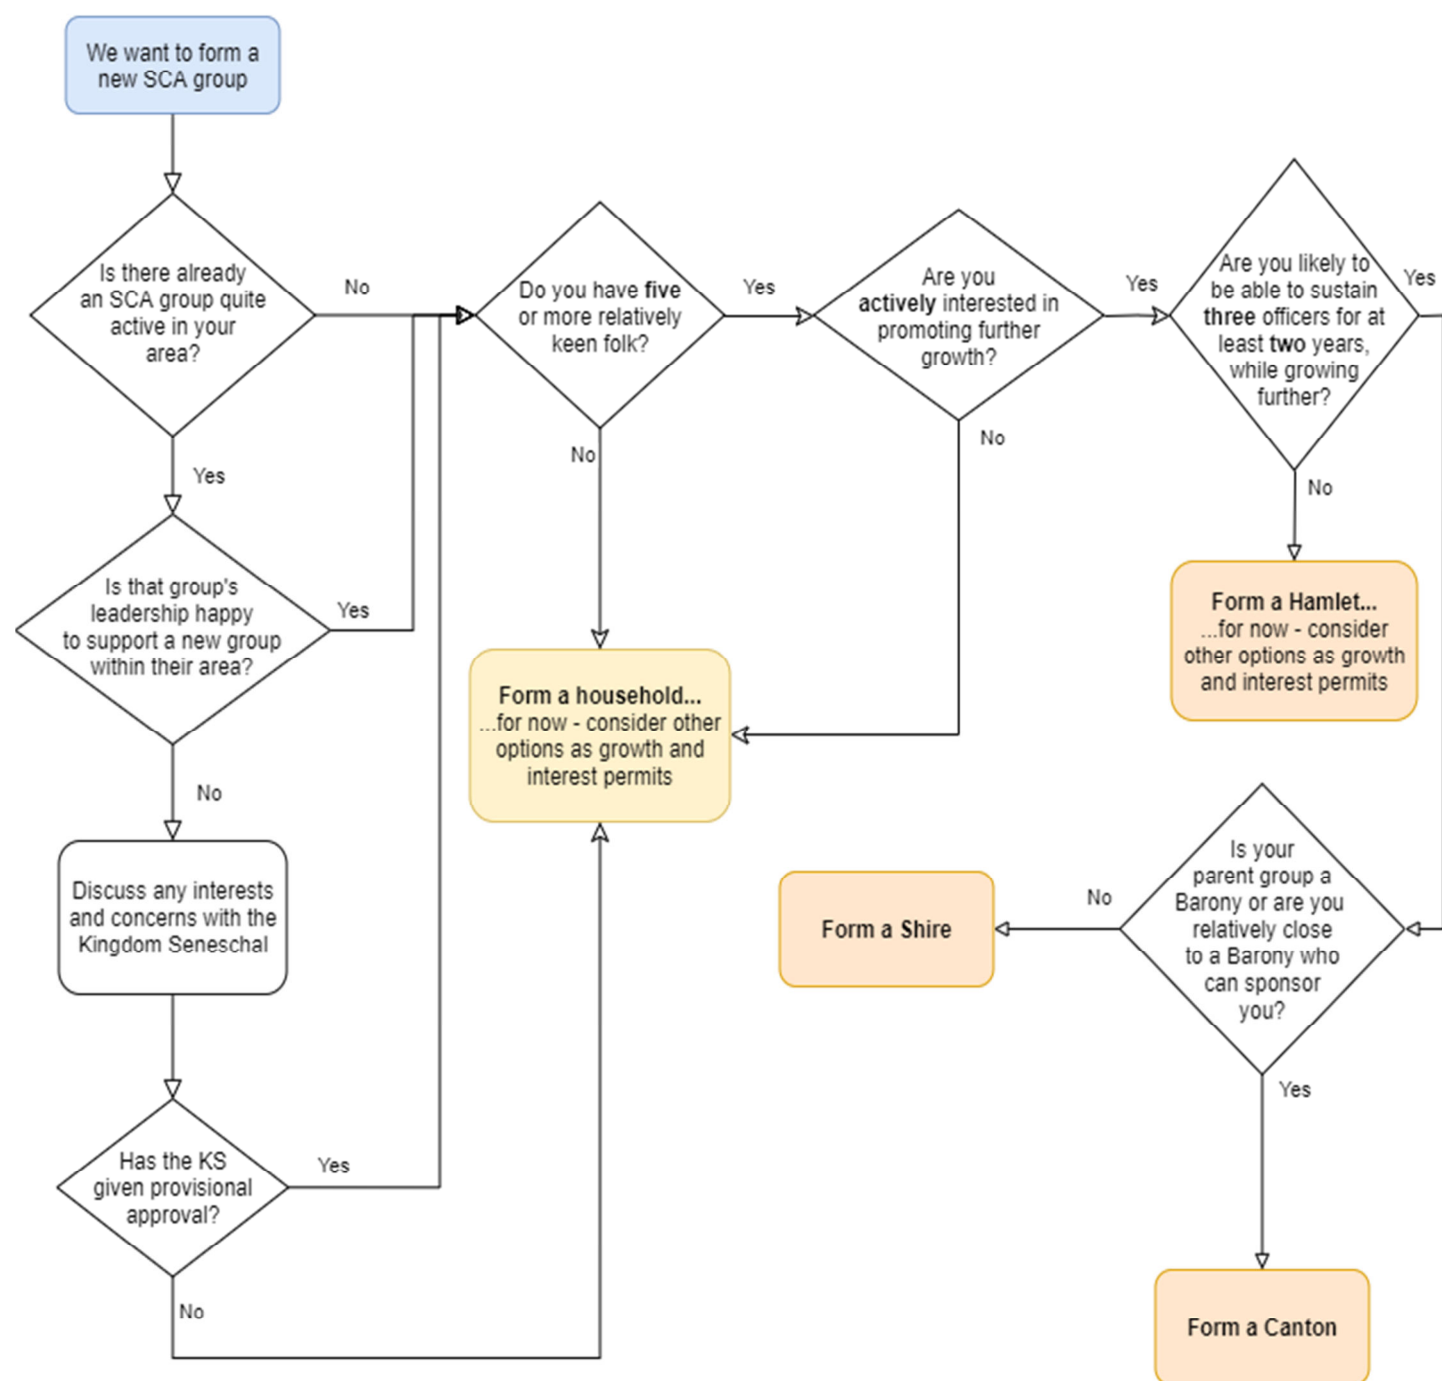 We want to form a
new SCA group
Is there already
an SCA group quite
active in your
area?
No
Yes
Is that group's
leadership happy
to support a new group
within their area?
Yes
No
Discuss any interests
and concerns with the
Kingdom Seneschal
Has the KS
given provisional
approval?
Yes
No
Do you have five
or more relatively
keen folk?
Yes
No
Form a household...
...for now - consider other
options as growth and
interest permits
Are you
actively interested in
promoting further
growth?
Yes
No
Are you likely to
be able to sustain
three officers for at
least two years,
while growing
further?
Yes
No
Form a Hamlet...
...for now - consider
other options as growth
and interest permits
Is your
parent group a
Barony or are you
relatively close
to a Barony who
can sponsor
you?
No
Form a Shire
Yes
Form a Canton